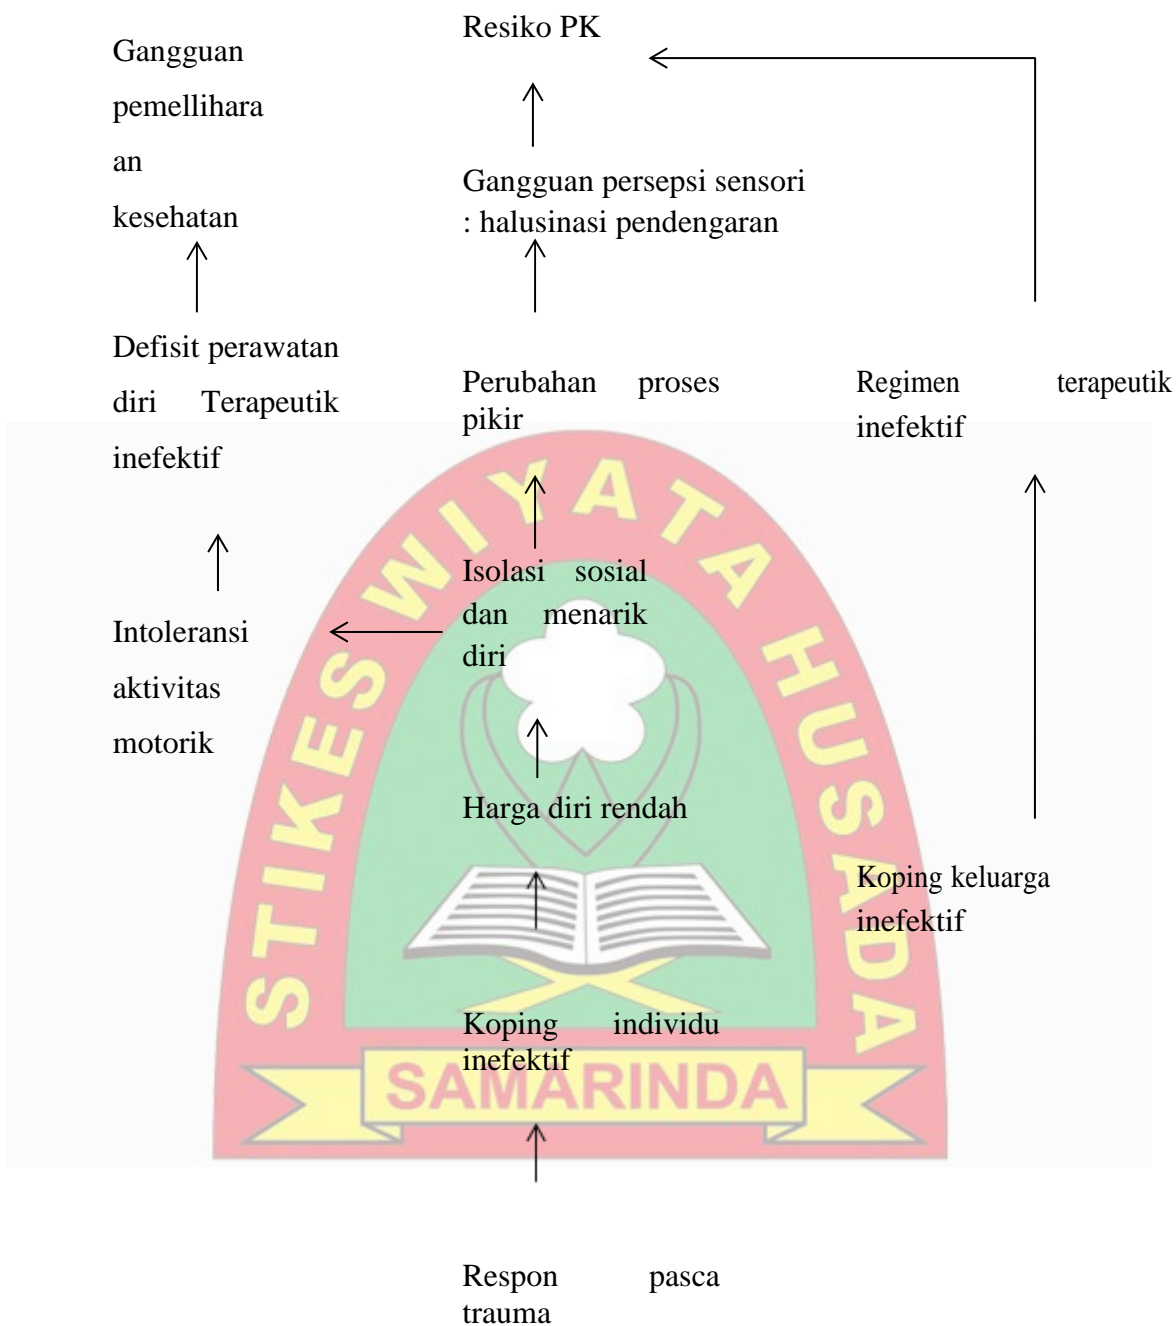 Resiko PK
Gangguan
pemellihara
an
kesehatan
Gangguan persepsi sensori
: halusinasi pendengaran
Defisit perawatan
diri Terapeutik
inefektif
Perubahan proses
pikir
Regimen terapeutik
inefektif
Isolasi sosial
dan menarik
diri
Intoleransi
aktivitas
motorik
Harga diri rendah
Koping keluarga
inefektif
Koping individu
inefektif
Respon pasca
trauma
STIKES WIYATA HUSADA
SAMARINDA